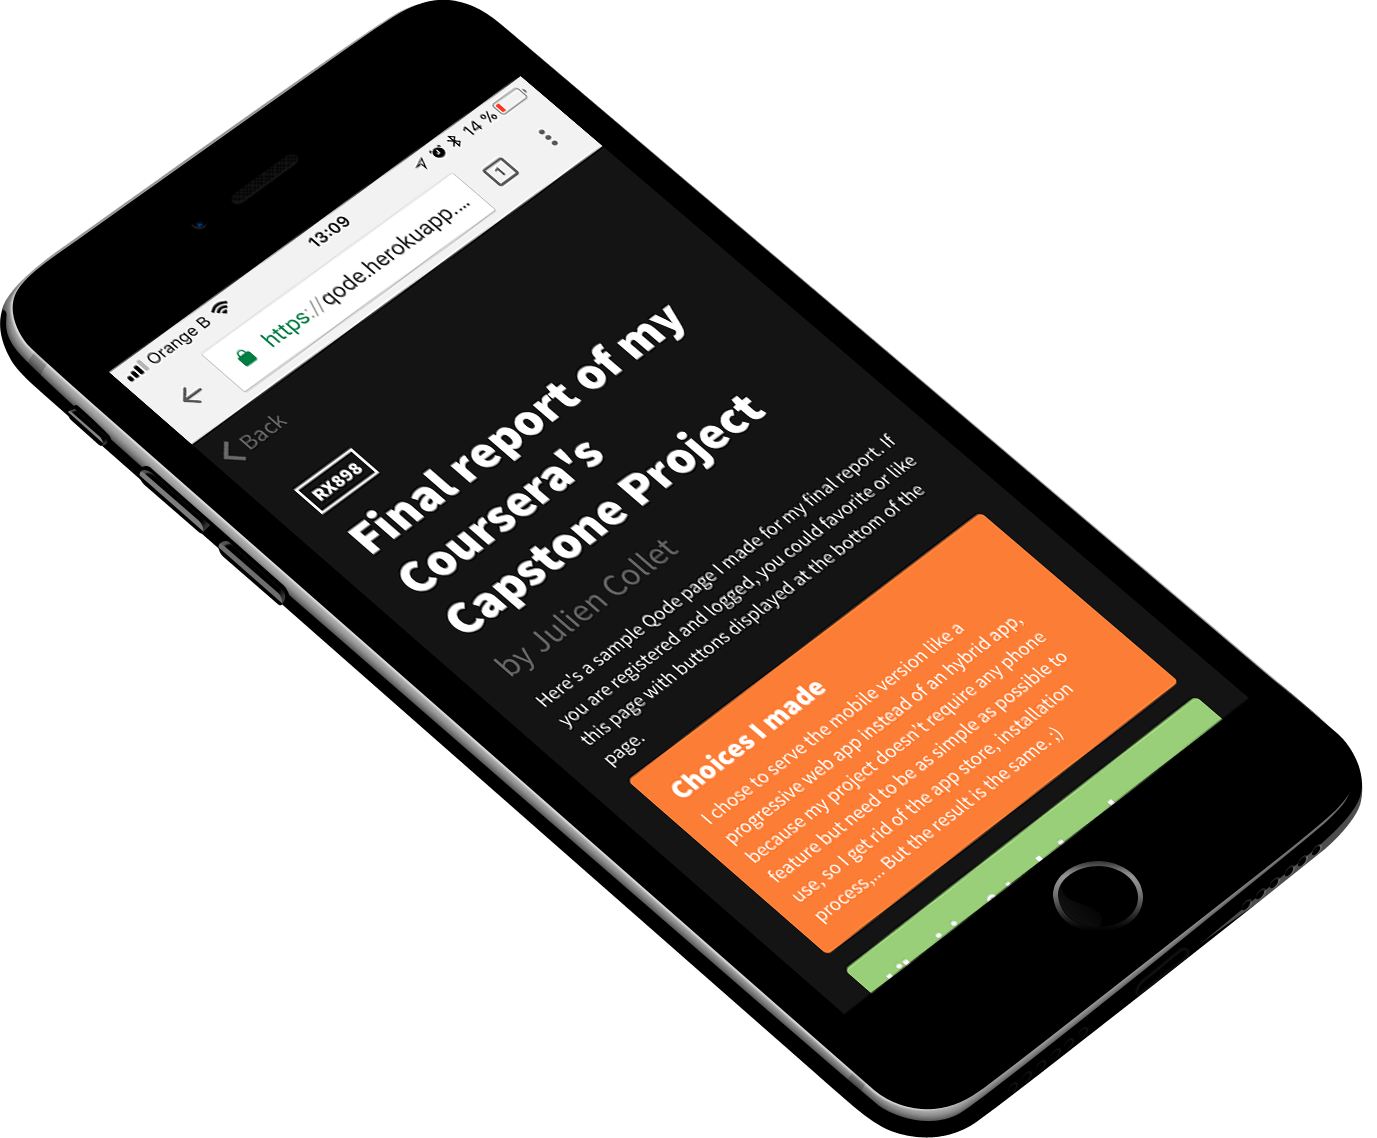 Orange B
13:09
14 %
https://qode.herokuapp....
1
Back
RX898
Final report of my
Coursera's
Capstone Project
by Julien Collet
Here's a sample Qode page I made for my final report. If
you are registered and logged, you could favorite or like
this page with buttons displayed at the bottom of the
page.
Choices I made
I chose to serve the mobile version like a
progressive web app instead of an hybrid app,
because my project doesn't require any phone
feature but need to be as simple as possible to
use, so I get rid of the app store, installation
process,... But the result is the same. ;)